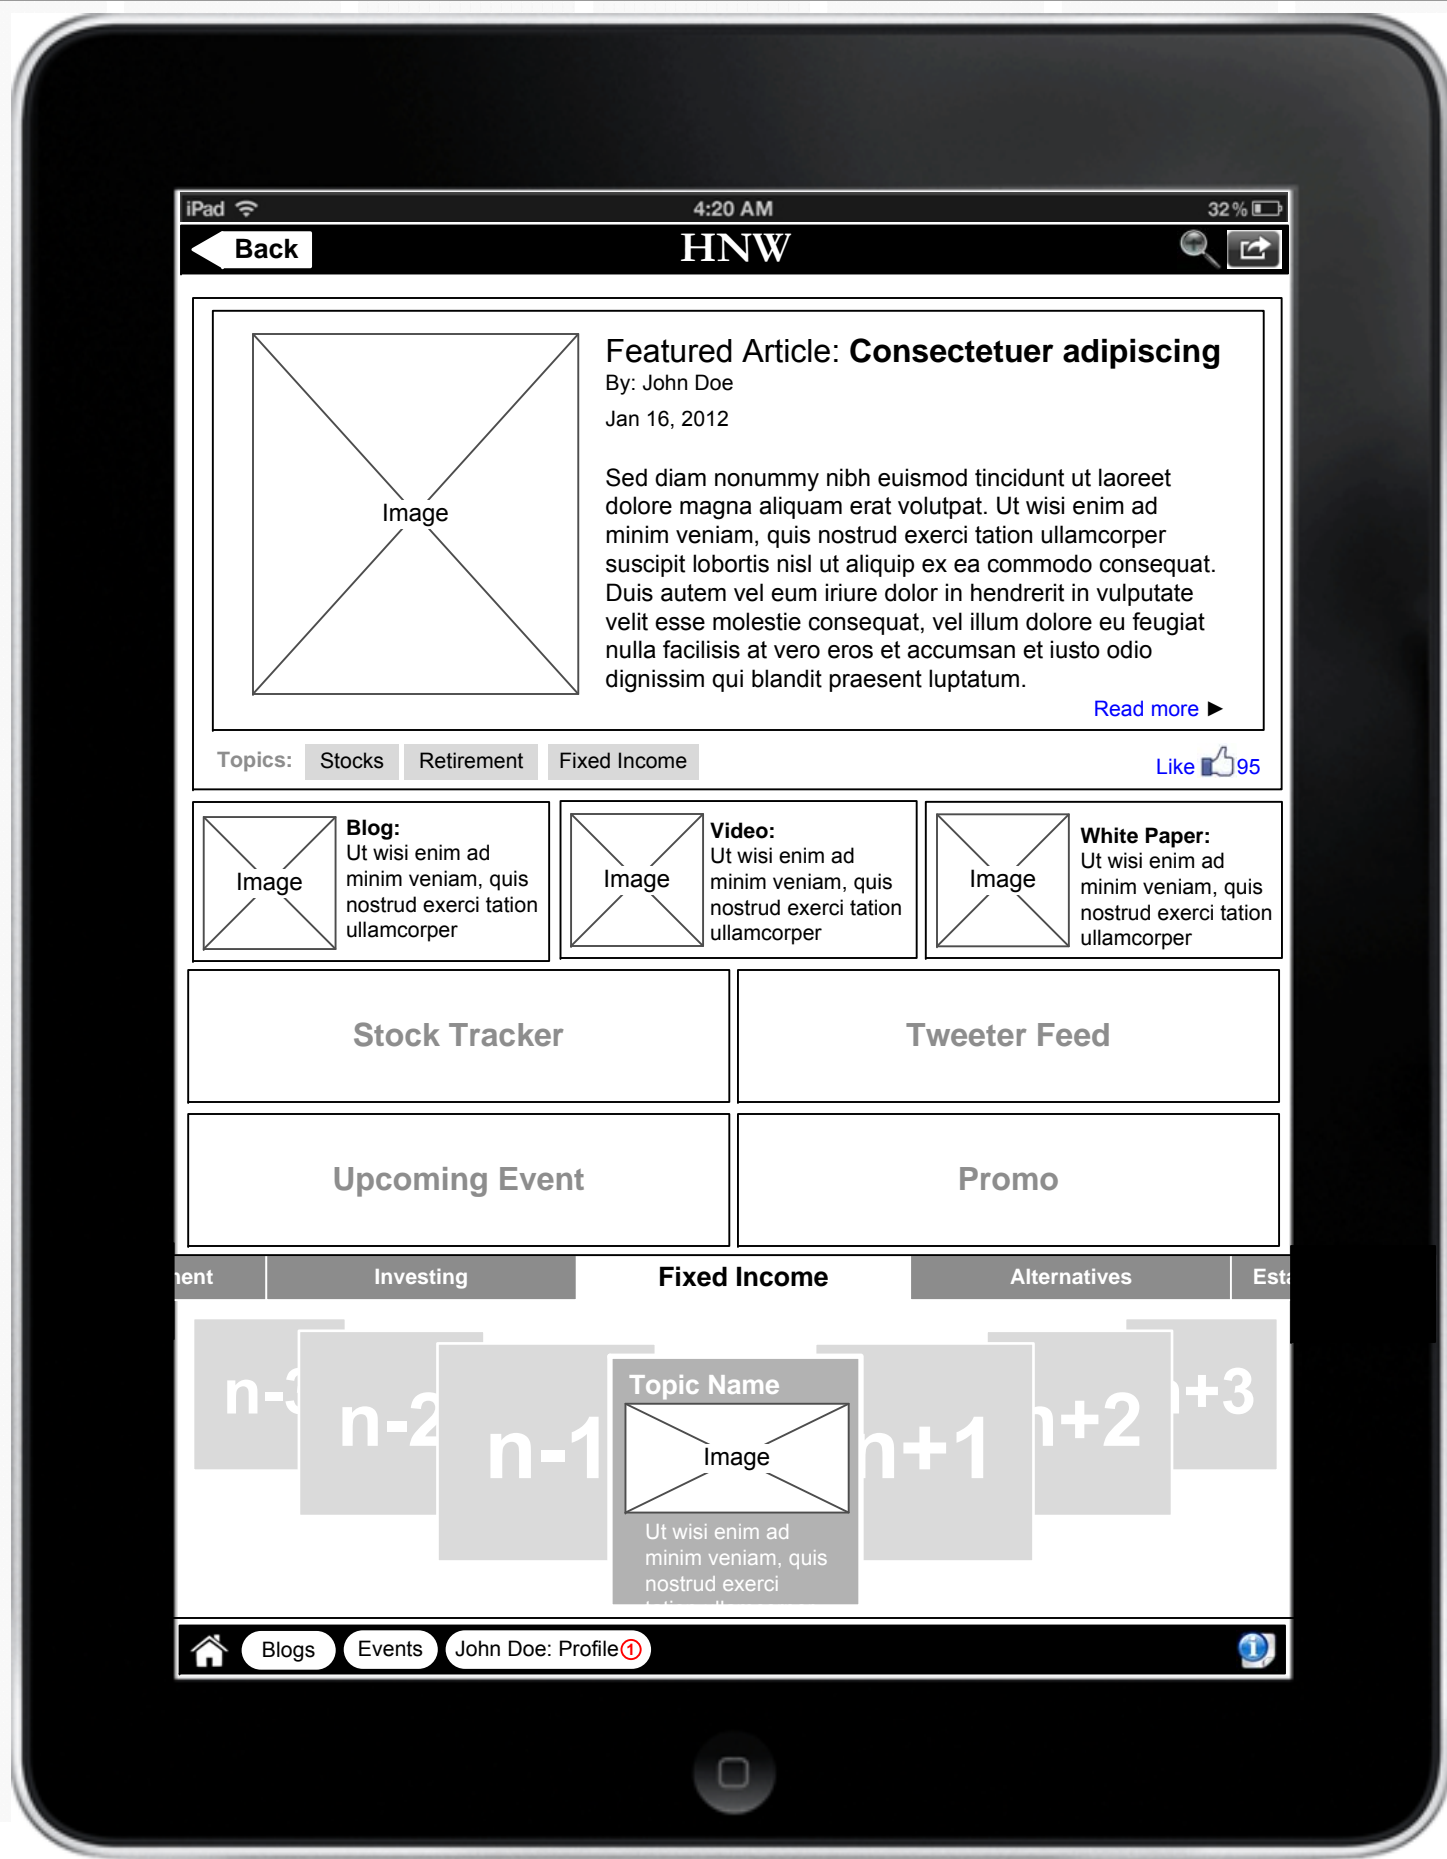 iPad 4:20 AM 32%
Back HNW
Featured Article: Consectetuer adipiscing
By: John Doe
Jan 16, 2012
Image
Sed diam nonummy nibh euismod tincidunt ut laoreet
dolore magna aliquam erat volutpat. Ut wisi enim ad
minim veniam, quis nostrud exerci tation ullamcorper
suscipit lobortis nisl ut aliquip ex ea commodo consequat.
Duis autem vel eum iriure dolor in hendrerit in vulputate
velit esse molestie consequat, vel illum dolore eu feugiat
nulla facilisis at vero eros et accumsan et iusto odio
dignissim qui blandit praesent luptatum.
Read more ►
Topics: Stocks Retirement Fixed Income Like 95
Image
Blog:
Ut wisi enim ad
minim veniam, quis
nostrud exerci tation
ullamcorper
Image
Video:
Ut wisi enim ad
minim veniam, quis
nostrud exerci tation
ullamcorper
Image
White Paper:
Ut wisi enim ad
minim veniam, quis
nostrud exerci tation
ullamcorper
Stock Tracker Tweeter Feed
Upcoming Event Promo
Investing Fixed Income Alternatives
n-3 n-2 n-1 n+1 n+2 n+3
Topic Name
Image
Ut wisi enim ad
minim veniam, quis
nostrud exerci
Blogs Events John Doe: Profile 1